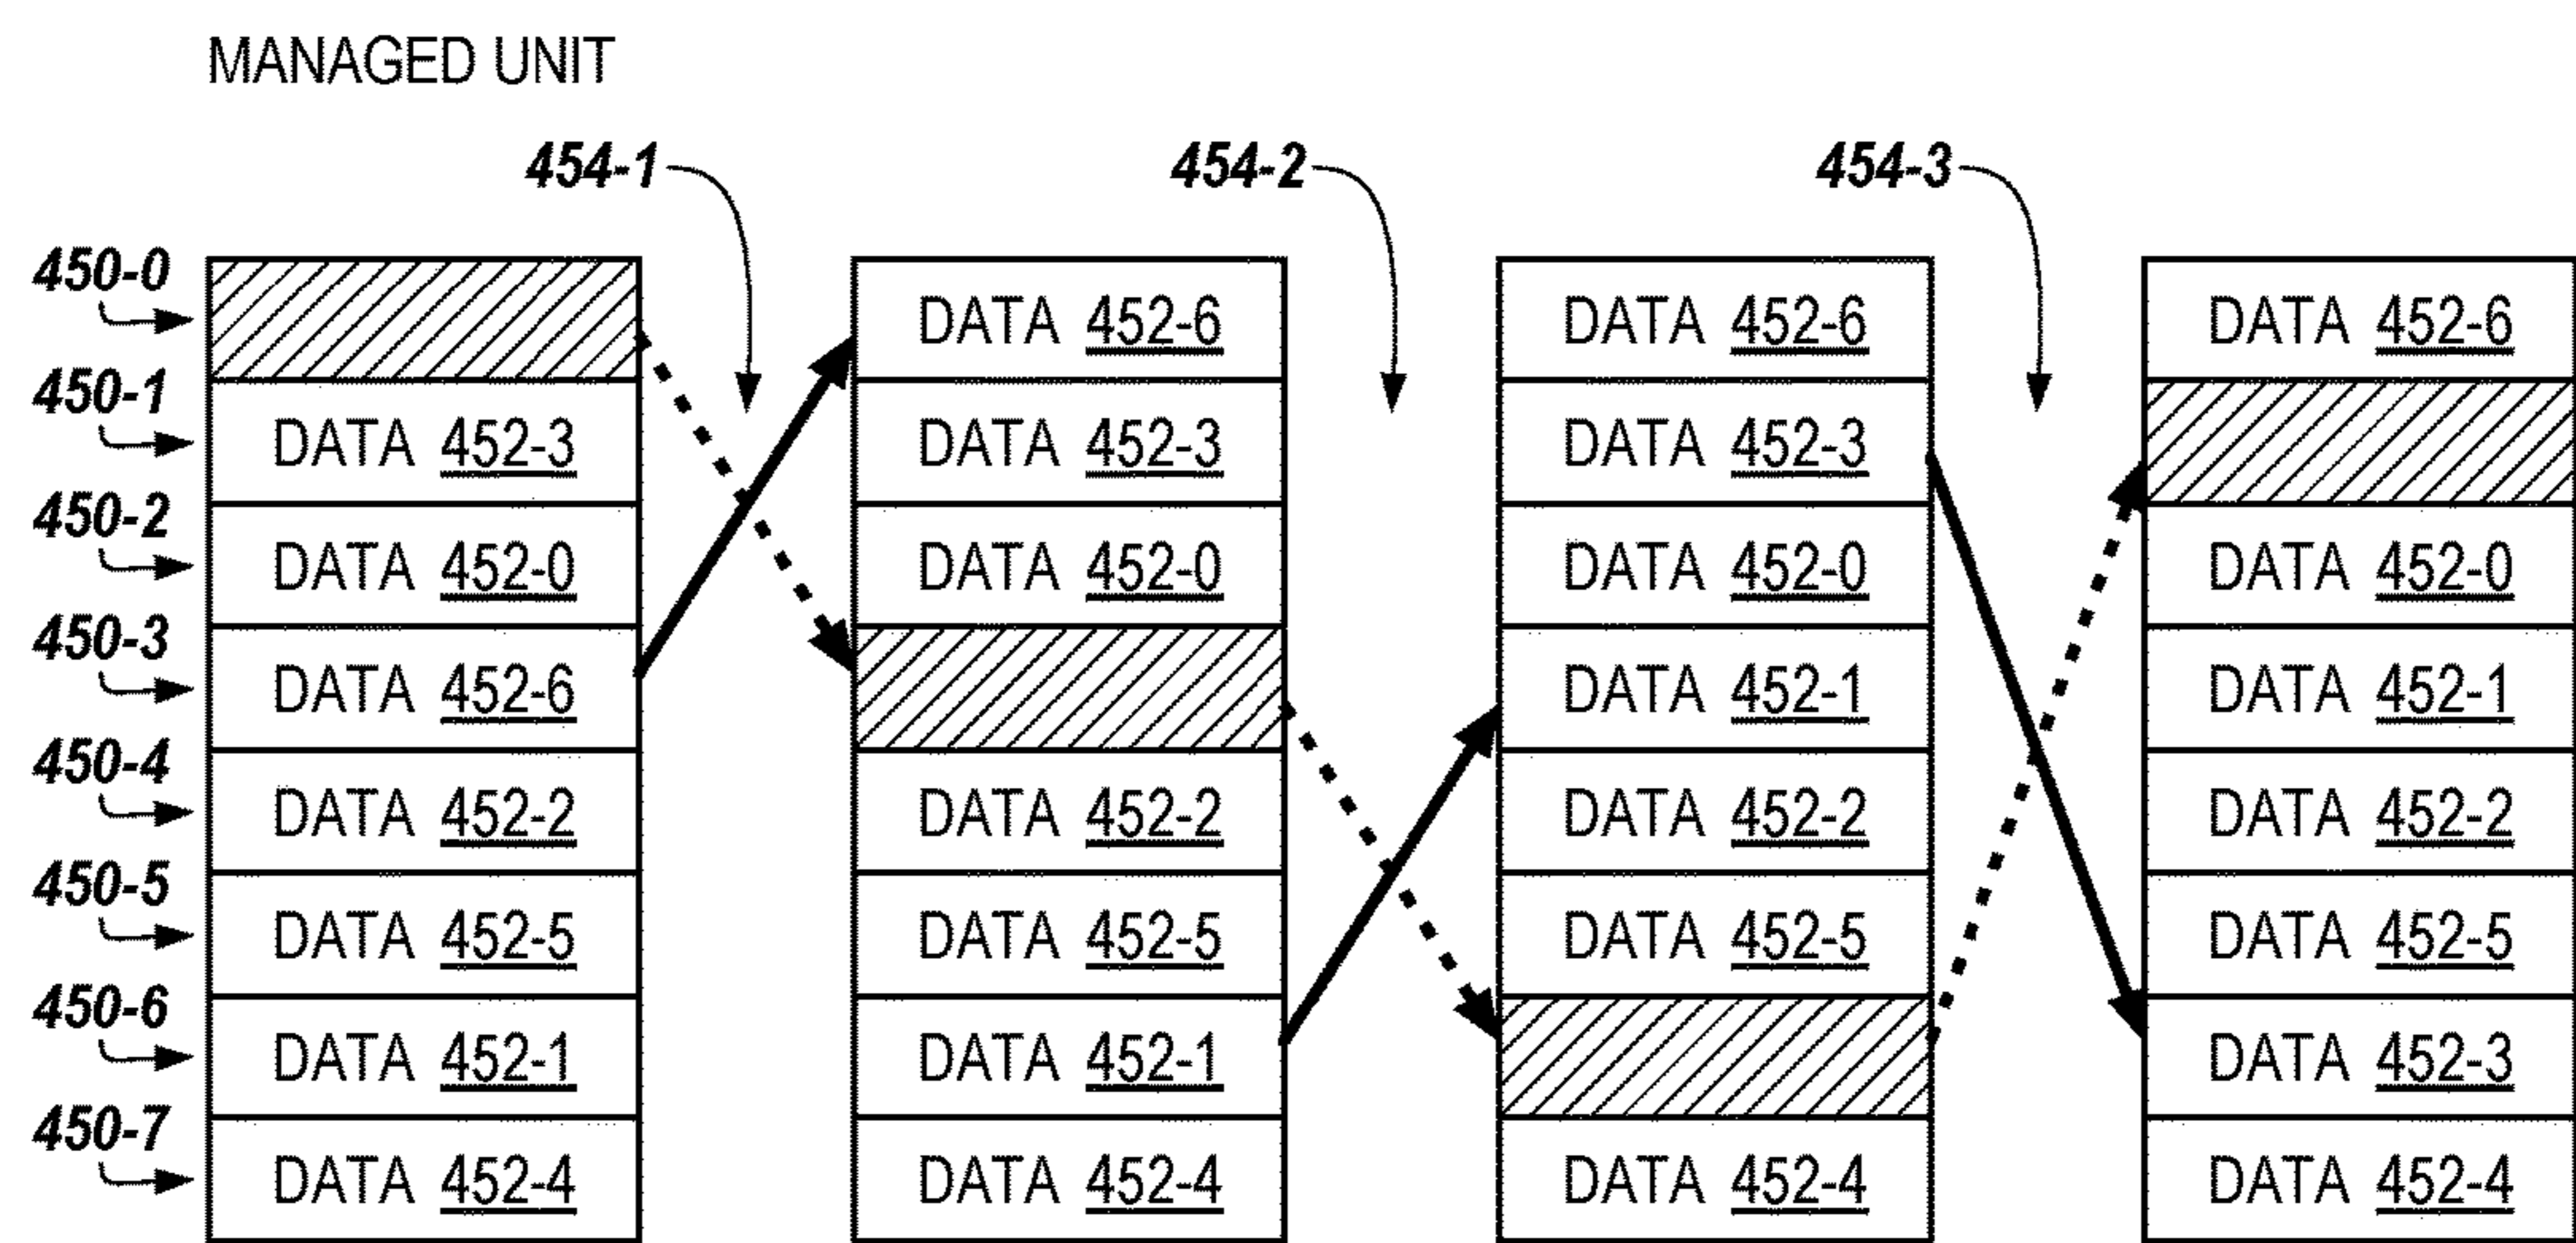 MANAGED UNIT
454-1 454-2 454-3
450-0 DATA 452-6 DATA 452-6 DATA 452-6
450-1 DATA 452-3 DATA 452-3 DATA 452-3
450-2 DATA 452-0 DATA 452-0 DATA 452-0 DATA 452-0
450-3 DATA 452-6 DATA 452-1 DATA 452-1
450-4 DATA 452-2 DATA 452-2 DATA 452-2 DATA 452-2
450-5 DATA 452-5 DATA 452-5 DATA 452-5 DATA 452-5
450-6 DATA 452-1 DATA 452-1 DATA 452-3
450-7 DATA 452-4 DATA 452-4 DATA 452-4 DATA 452-4